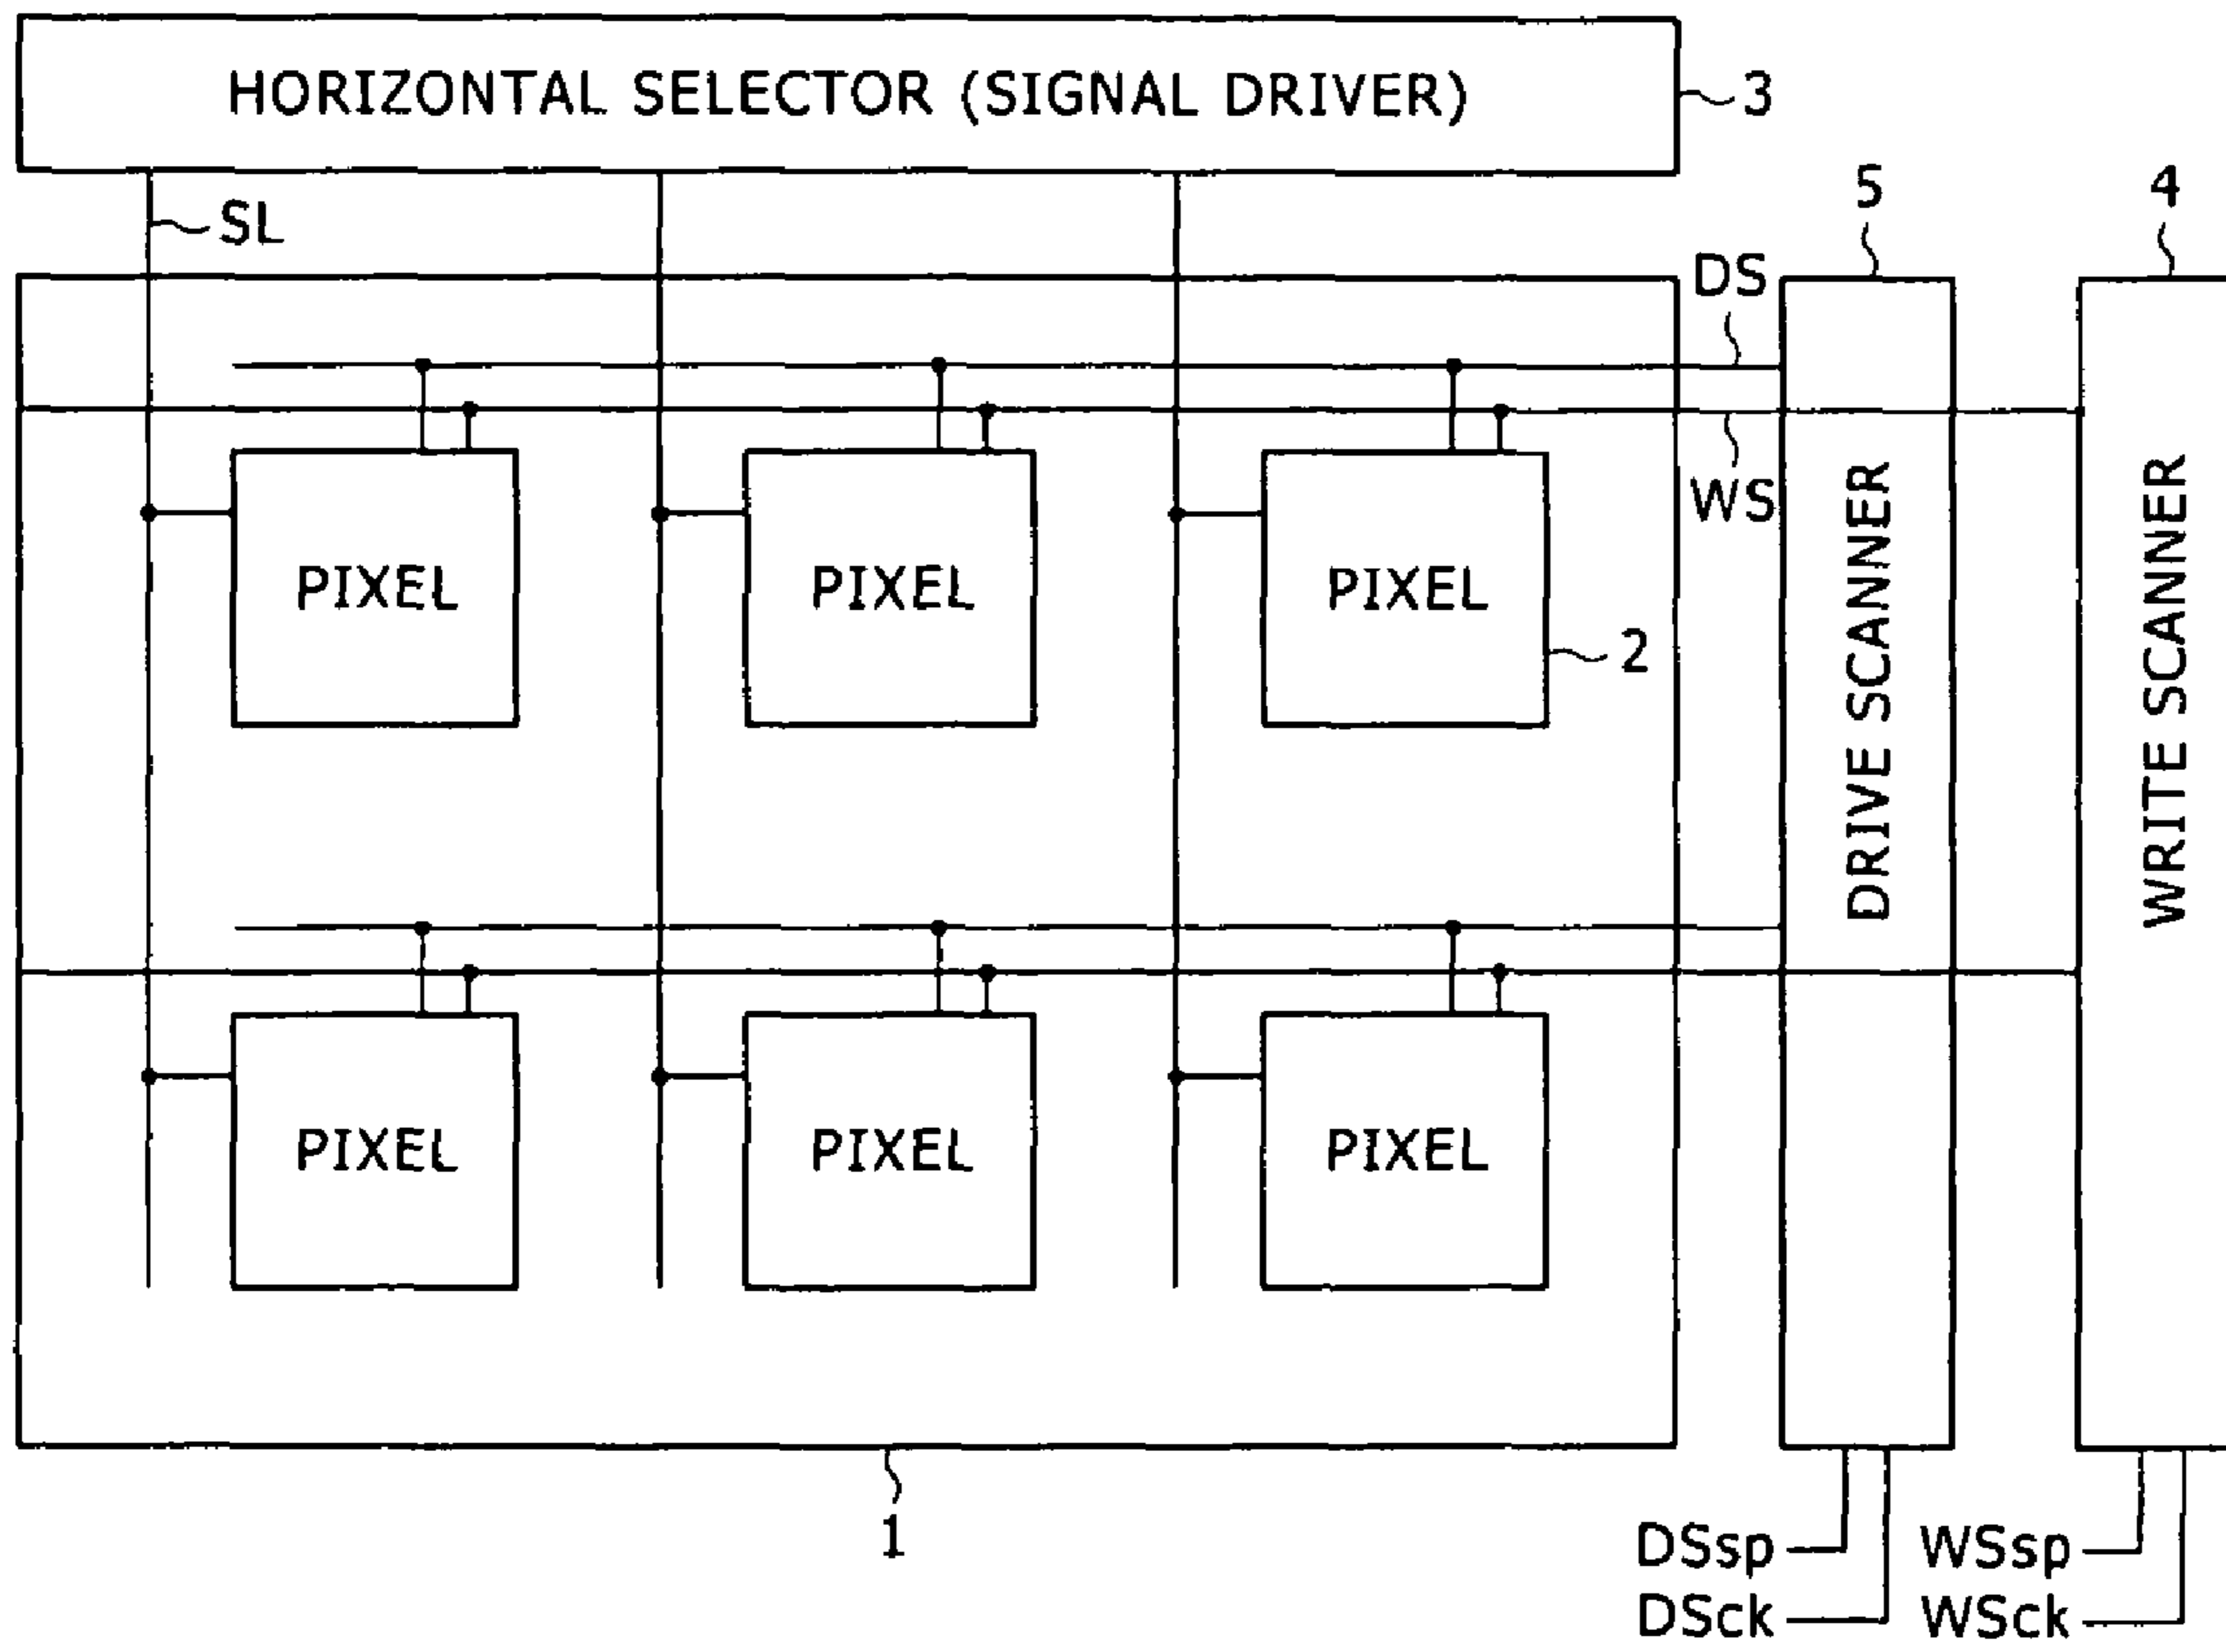 HORIZONTAL SELECTOR (SIGNAL DRIVER)
3
SL
5
4
DS
WS
PIXEL
PIXEL
PIXEL
2
DRIVE SCANNER
WRITE SCANNER
PIXEL
PIXEL
PIXEL
1
DSsp
WSsp
DSck
WSck